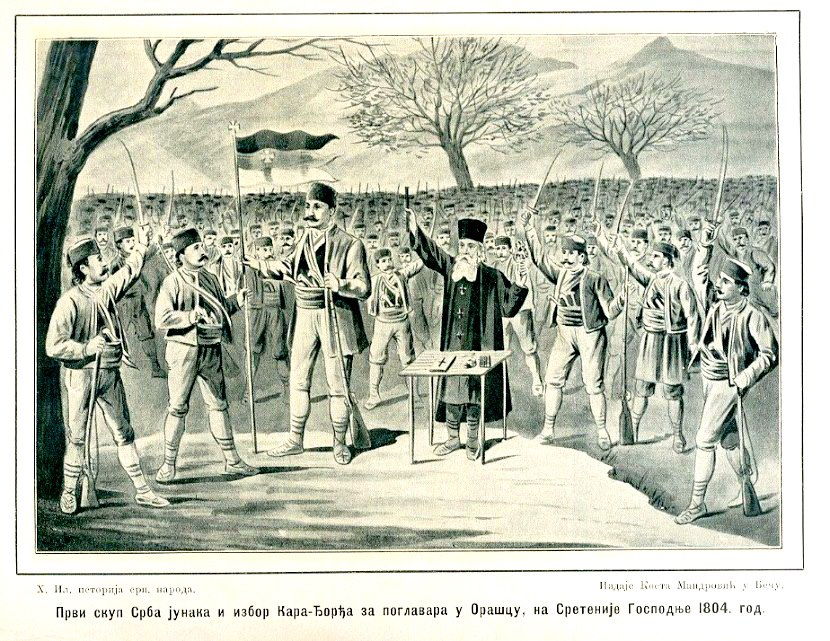 Х. Ил. историја срп. народа.
Издаје Коста Мандровић у Бечу.
Први скуп Срба јунака и избор Кара-Ђорђа за поглавара у Орашцу, на Сретеније Господње 1804. год.